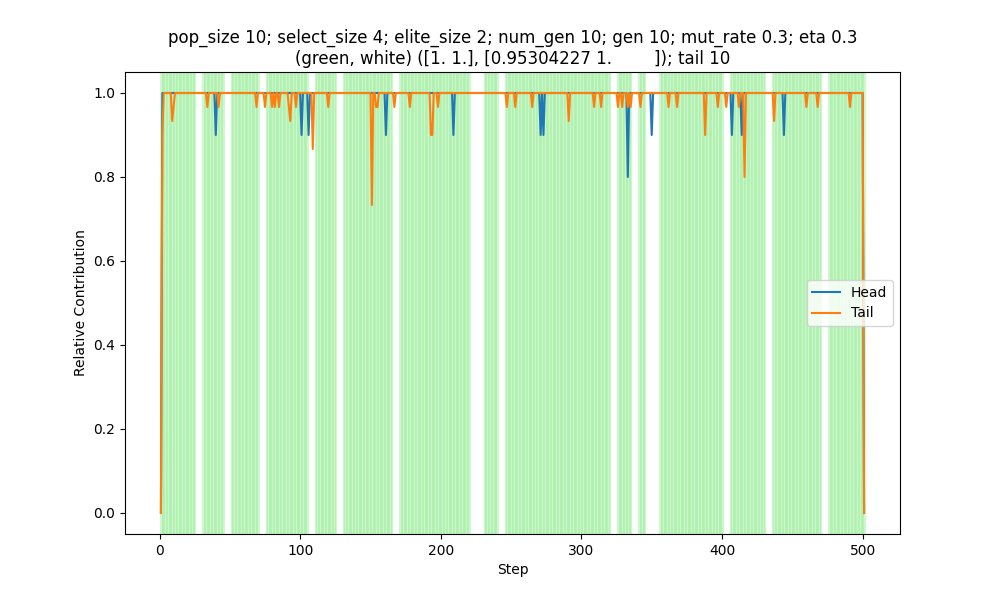 pop_size 10; select_size 4; elite_size 2; num_gen 10; gen 10; mut_rate 0.3; eta 0.3
(green, white) ([1. 1.], [0.95304227 1.         ]); tail 10
1.0
0.8
0.6
0.4
0.2
0.0
Relative Contribution
Head
Tail
0
100
200
300
400
500
Step